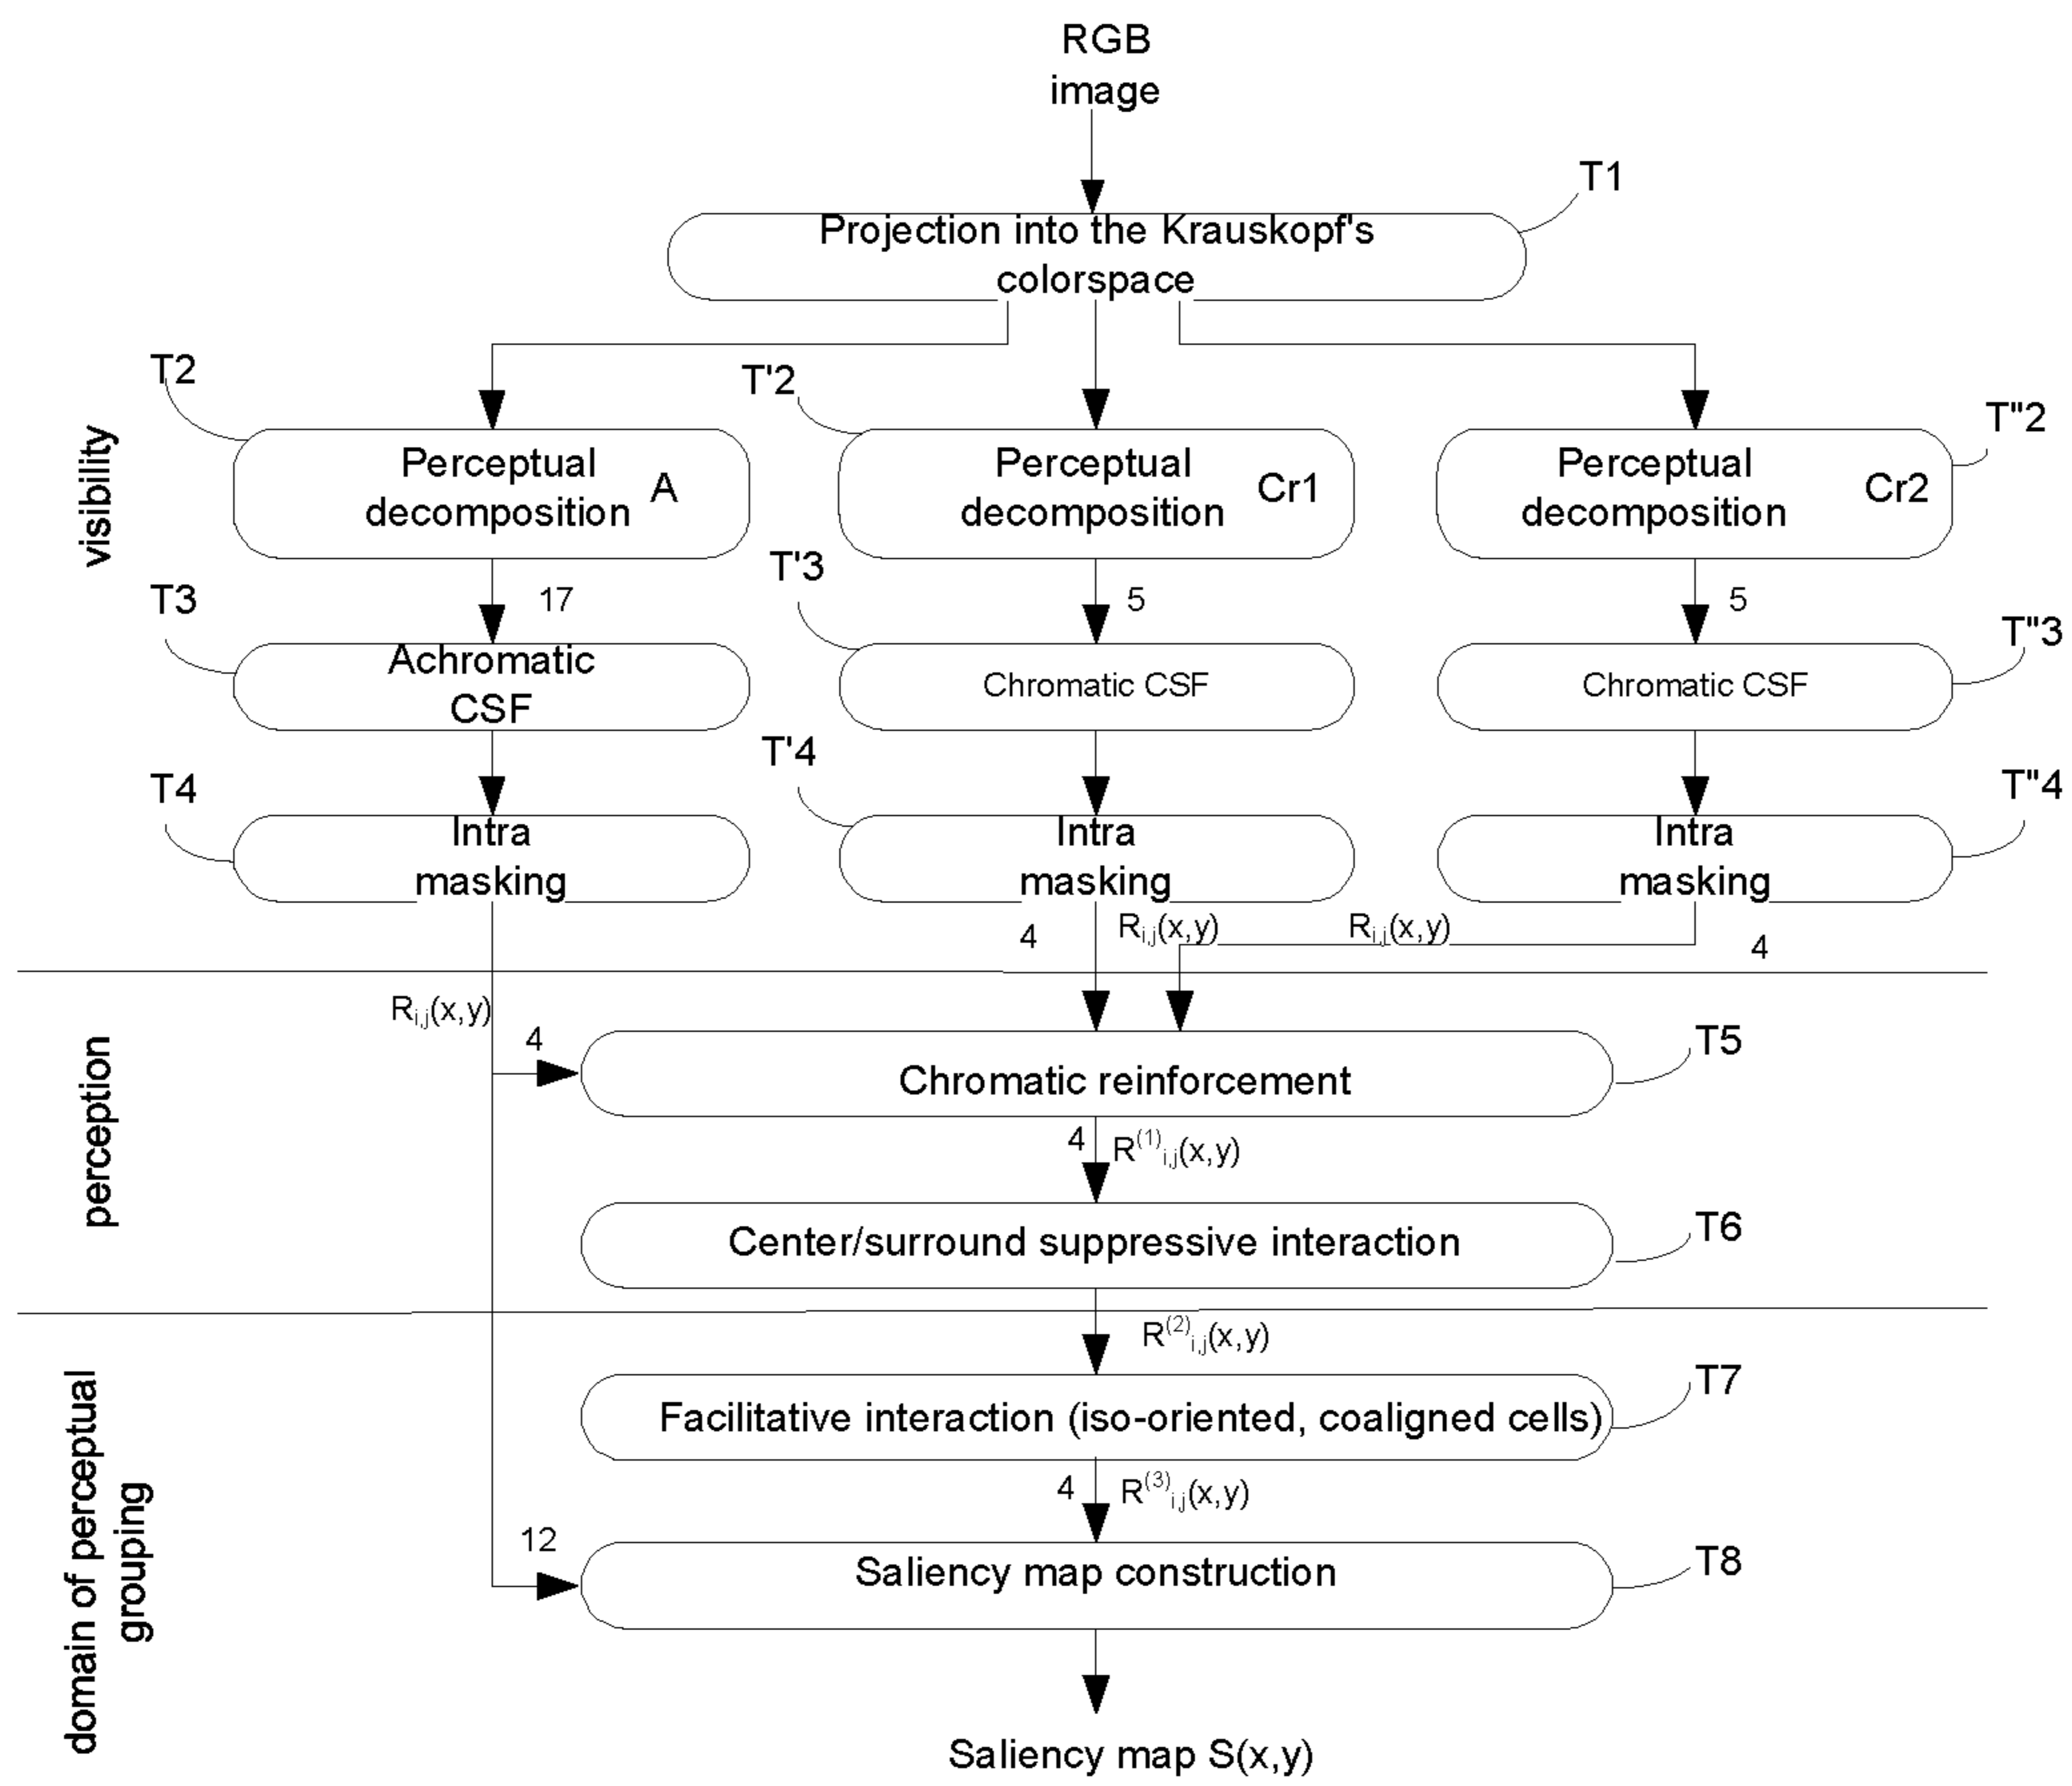 RGB
image
T1
Projection into the Krauskopf's
colorspace
T2
T'2
T"2
visibility
Perceptual
decomposition
A
Perceptual
decomposition
Cr1
Perceptual
decomposition
Cr2
T3
17
T'3
5
5
T"3
Achromatic
CSF
Chromatic CSF
Chromatic CSF
T4
T'4
T"4
Intra
masking
Intra
masking
Intra
masking
4
Ri,j(x,y)
Ri,j(x,y)
4
perception
Ri,j(x,y)
4
T5
Chromatic reinforcement
4
R(1)i,j(x,y)
T6
Center/surround suppressive interaction
domain of perceptual
grouping
R(2)i,j(x,y)
T7
Facilitative interaction (iso-oriented, coaligned cells)
4
R(3)i,j(x,y)
12
T8
Saliency map construction
Saliency map S(x,y)